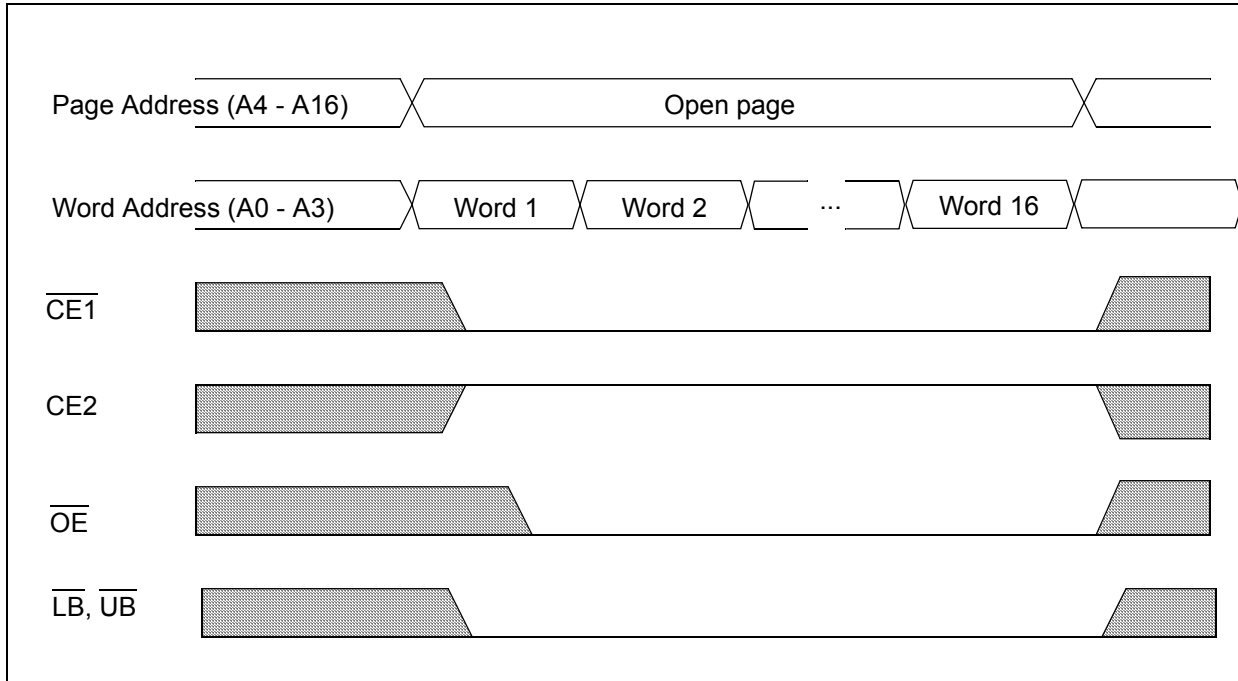 Page Address (A4 - A16)
Open page
Word Address (A0 - A3)
Word 1
Word 2
...
Word 16
CE1
CE2
OE
LB, UB